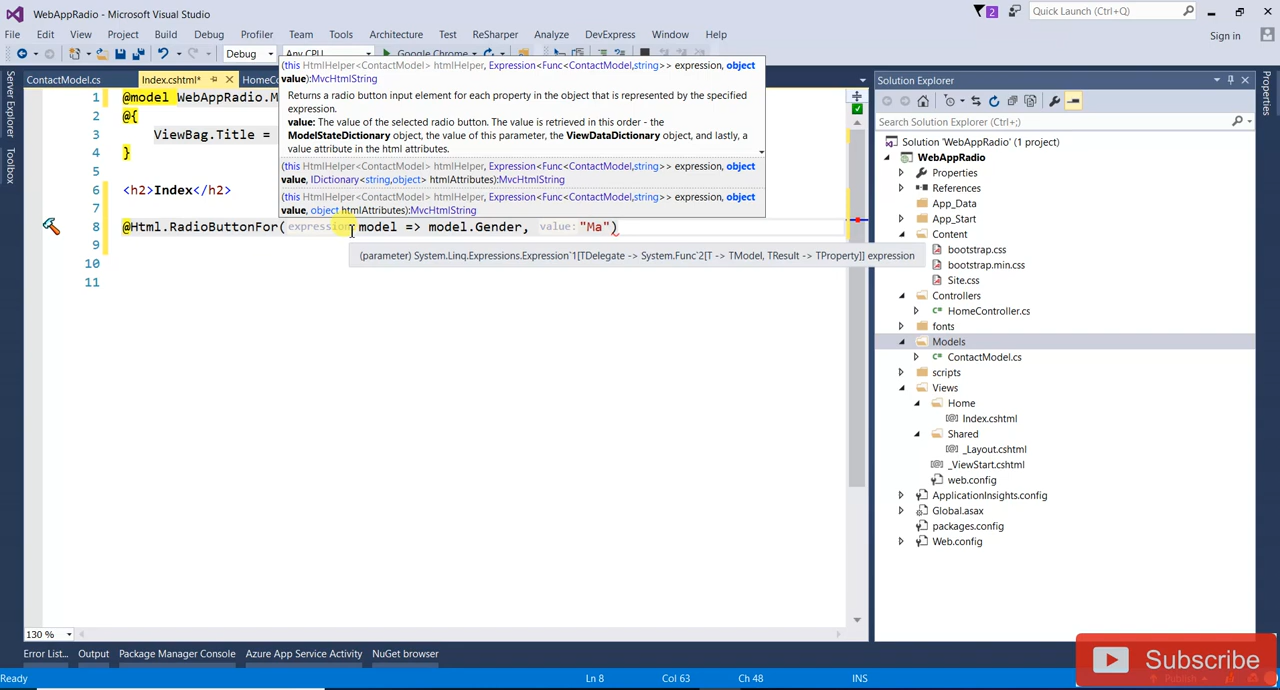 WebAppRadio - Microsoft Visual Studio
2
Quick Launch (Ctrl+Q)
File Edit View Project Build Debug Profiler Team Tools Architecture Test ReSharper Analyze DevExpress Window Help
Sign in
Debug Any CPU Google Chrome
Server Explorer
Toolbox
Properties
ContactModel.cs Index.cshtml*
1 @model WebAppRadio.M
2 @{
3 ViewBag.Title =
4 }
5
6 <h2>Index</h2>
7
8 @Html.RadioButtonFor( expression: model => model.Gender, value: "Ma")
9
10
11
(this HtmlHelper<ContactModel> htmlHelper, Expression<Func<ContactModel,string>> expression, object
value):MvcHtmlString
Returns a radio button input element for each property in the object that is represented by the specified
expression.
value: The value of the selected radio button. The value is retrieved in this order - the
ModelStateDictionary object, the value of this parameter, the ViewDataDictionary object, and lastly, a
value attribute in the html attributes.
(this HtmlHelper<ContactModel> htmlHelper, Expression<Func<ContactModel,string>> expression, object
value, IDictionary<string,object> htmlAttributes):MvcHtmlString
(this HtmlHelper<ContactModel> htmlHelper, Expression<Func<ContactModel,string>> expression, object
value, object htmlAttributes):MvcHtmlString
(parameter) System.Linq.Expressions.Expression`1[TDelegate -> System.Func`2[T -> TModel, TResult -> TProperty]] expression
Solution Explorer
Search Solution Explorer (Ctrl+;)
Solution 'WebAppRadio' (1 project)
WebAppRadio
Properties
References
App_Data
App_Start
Content
bootstrap.css
bootstrap.min.css
Site.css
Controllers
HomeController.cs
fonts
Models
ContactModel.cs
scripts
Views
Home
Index.cshtml
Shared
_Layout.cshtml
_ViewStart.cshtml
web.config
ApplicationInsights.config
Global.asax
packages.config
Web.config
130 %
Error List... Output Package Manager Console Azure App Service Activity NuGet browser
Ready Ln 8 Col 63 Ch 48 INS
Subscribe